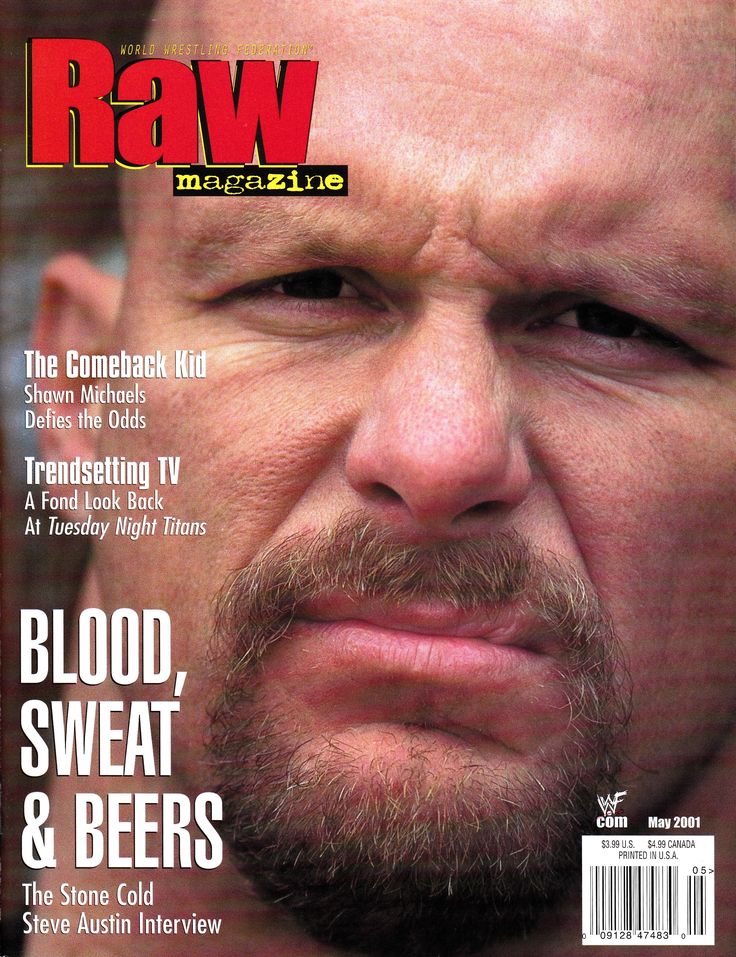 WORLD WRESTLING FEDERATION®
Raw
magazine
The Comeback Kid
Shawn Michaels
Defies the Odds
Trendsetting TV
A Fond Look Back
At Tuesday Night Titans
BLOOD,
SWEAT
& BEERS
The Stone Cold
Steve Austin Interview
WF
.com May 2001
$3.99 U.S. $4.99 CANADA
PRINTED IN U.S.A.
05>
0 09128 47483 0